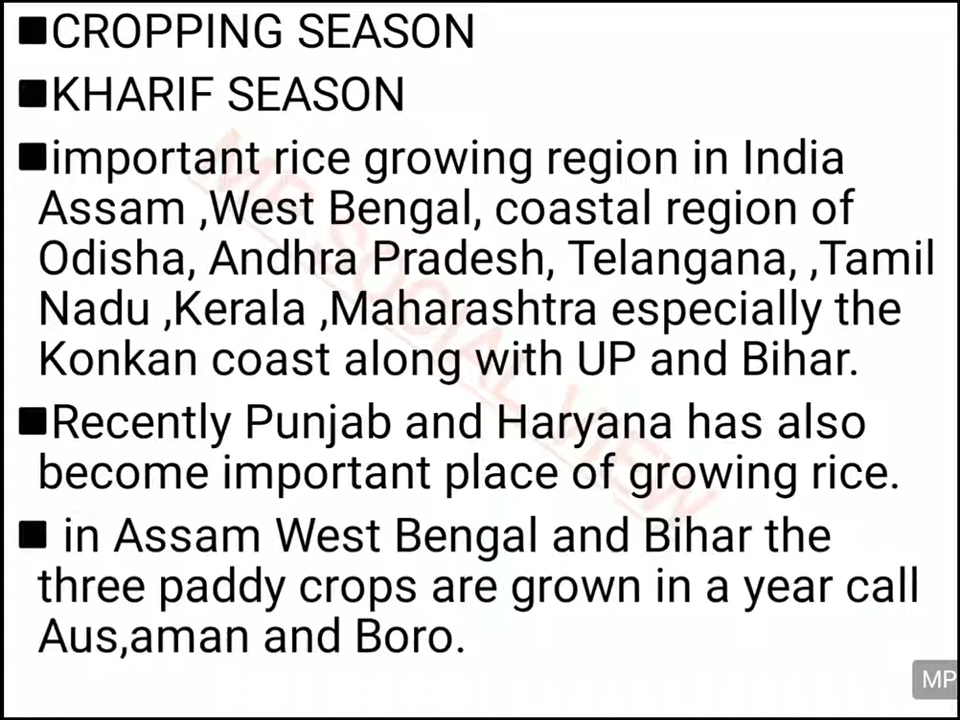 ■CROPPING SEASON
■KHARIF SEASON
■important rice growing region in India
Assam ,West Bengal, coastal region of
Odisha, Andhra Pradesh, Telangana, ,Tamil
Nadu ,Kerala ,Maharashtra especially the
Konkan coast along with UP and Bihar.
■Recently Punjab and Haryana has also
become important place of growing rice.
■ in Assam West Bengal and Bihar the
three paddy crops are grown in a year call
Aus,aman and Boro.
MP SOCIAL VIEW
MP